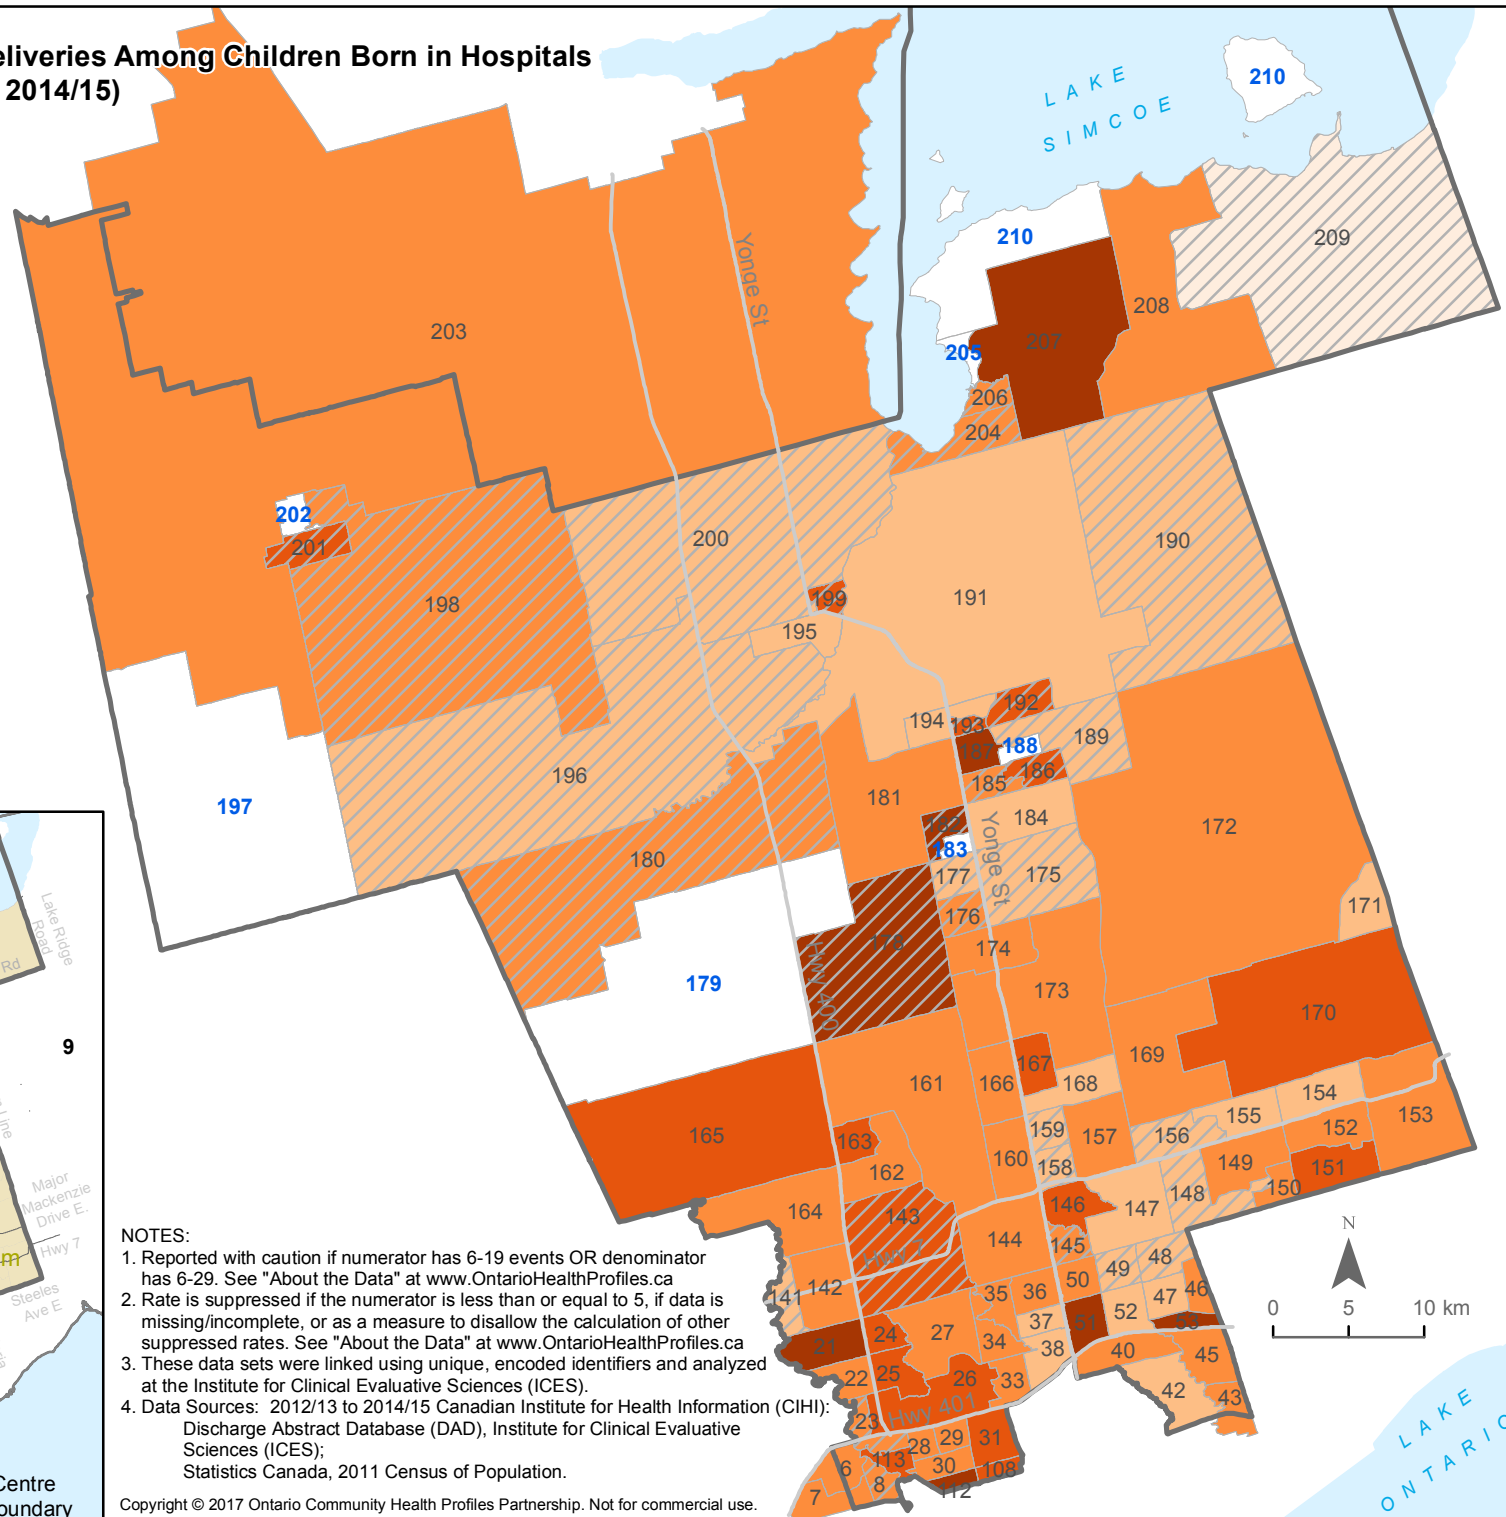 eliveries Among Children Born in Hospitals
2014/15)
LAKE
SIMCOE
210
210
209
208
207
205
206
204
203
Yonge St
202
201
200
190
198
199
191
195
192
194
193
187
188
189
186
185
196
197
181
184
172
182
183
180
Yonge St
177
175
171
176
178
174
179
Hwy 400
173
170
167
169
161
166
168
154
165
163
159
157
156
155
153
152
162
160
158
149
151
150
148
146
147
164
143
144
145
Hwy 7
142
141
49
48
50
46
47
35
36
37
51
52
53
21
24
27
34
38
40
45
22
25
26
33
42
43
23
Hwy 401
28
29
31
113
30
108
6
8
112
7
Lake Ridge
Road
Rd
9
Line
Major
Mackenzie
Drive E.
Hwy 7
m
Steeles
Ave E
Centre
oundary
NOTES:
1. Reported with caution if numerator has 6-19 events OR denominator
has 6-29. See "About the Data" at www.OntarioHealthProfiles.ca
2. Rate is suppressed if the numerator is less than or equal to 5, if data is
missing/incomplete, or as a measure to disallow the calculation of other
suppressed rates. See "About the Data" at www.OntarioHealthProfiles.ca
3. These data sets were linked using unique, encoded identifiers and analyzed
at the Institute for Clinical Evaluative Sciences (ICES).
4. Data Sources: 2012/13 to 2014/15 Canadian Institute for Health Information (CIHI):
Discharge Abstract Database (DAD), Institute for Clinical Evaluative
Sciences (ICES);
Statistics Canada, 2011 Census of Population.
Copyright © 2017 Ontario Community Health Profiles Partnership. Not for commercial use.
N
0 5 10 km
LAKE
ONTARIO